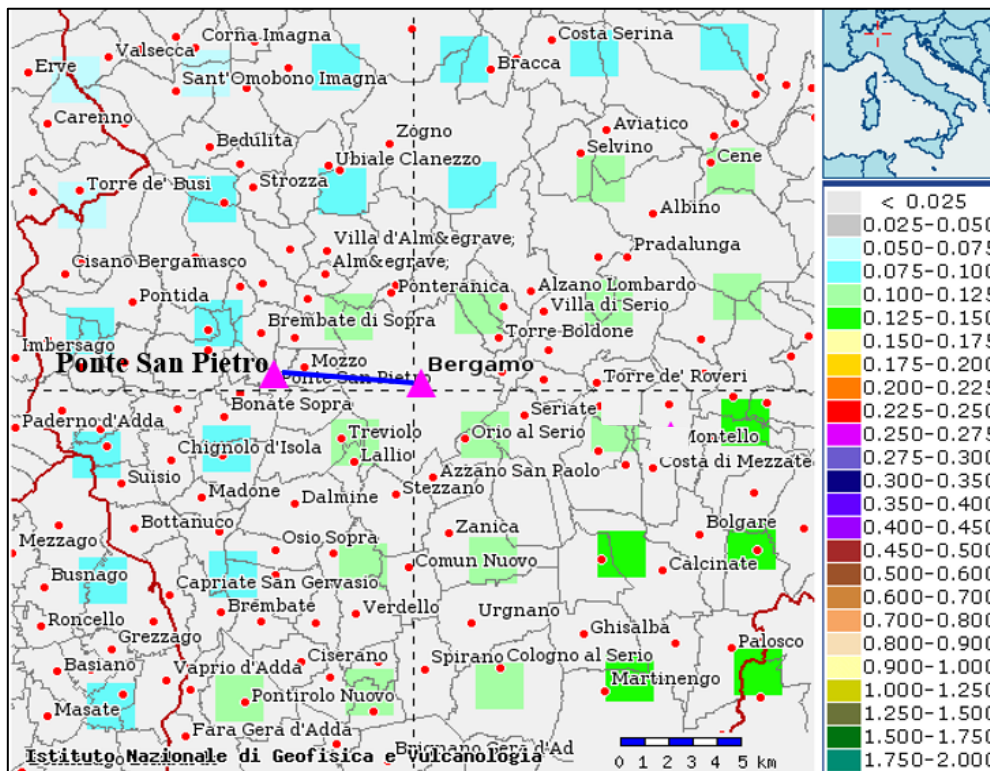 Corna Imagna
Costa Serina
Valsecca
Erve
Bracca
Sant'Omobono Imagna
Carenno
Aviatico
Zogno
Bedulita
Selvino
Ubiale Clanezzo
Cene
Torre de' Busi
Strozza
Albino
Villa d'Alm&egrave;
Pradalunga
Cisano Bergamasco
Alm&egrave;
Ponteranica
Alzano Lombardo
Pontida
Villa di Serio
Brembate di Sopra
Torre Boldone
Imbersago
Ponte San Pietro
Mozzo
Bergamo
Ponte San Pietro
Torre de' Roveri
Bonate Sopra
Seriate
Paderno d'Adda
Treviolo
Orio al Serio
Montello
Chignolo d'Isola
Lallio
Costa di Mezzate
Suisio
Azzano San Paolo
Madone
Stezzano
Dalmine
Bottanuco
Zanica
Bolgare
Mezzago
Osio Sopra
Comun Nuovo
Calcinate
Busnago
Capriate San Gervasio
Brembate
Verdello
Urgnano
Roncello
Ghisalba
Grezzago
Palosco
Ciserano
Spirano
Cologno al Serio
Basiano
Vaprio d'Adda
Martinengo
Pontirolo Nuovo
Masate
Fara Gera d'Adda
Brignano Gera d'Ad
Istituto Nazionale di Geofisica e Vulcanologia
0 1 2 3 4 5 km
< 0.025
0.025-0.050
0.050-0.075
0.075-0.100
0.100-0.125
0.125-0.150
0.150-0.175
0.175-0.200
0.200-0.225
0.225-0.250
0.250-0.275
0.275-0.300
0.300-0.350
0.350-0.400
0.400-0.450
0.450-0.500
0.500-0.600
0.600-0.700
0.700-0.800
0.800-0.900
0.900-1.000
1.000-1.250
1.250-1.500
1.500-1.750
1.750-2.000